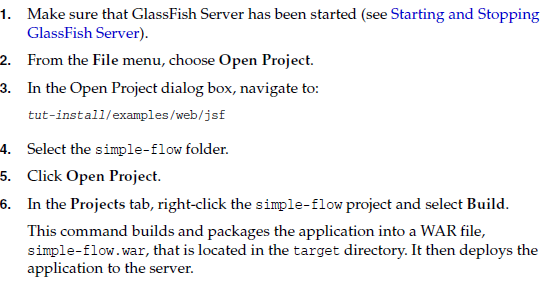 1. Make sure that GlassFish Server has been started (see Starting and Stopping
GlassFish Server).
2. From the File menu, choose Open Project.
3. In the Open Project dialog box, navigate to:
tut-install/examples/web/jsf
4. Select the simple-flow folder.
5. Click Open Project.
6. In the Projects tab, right-click the simple-flow project and select Build.
This command builds and packages the application into a WAR file,
simple-flow.war, that is located in the target directory. It then deploys the
application to the server.